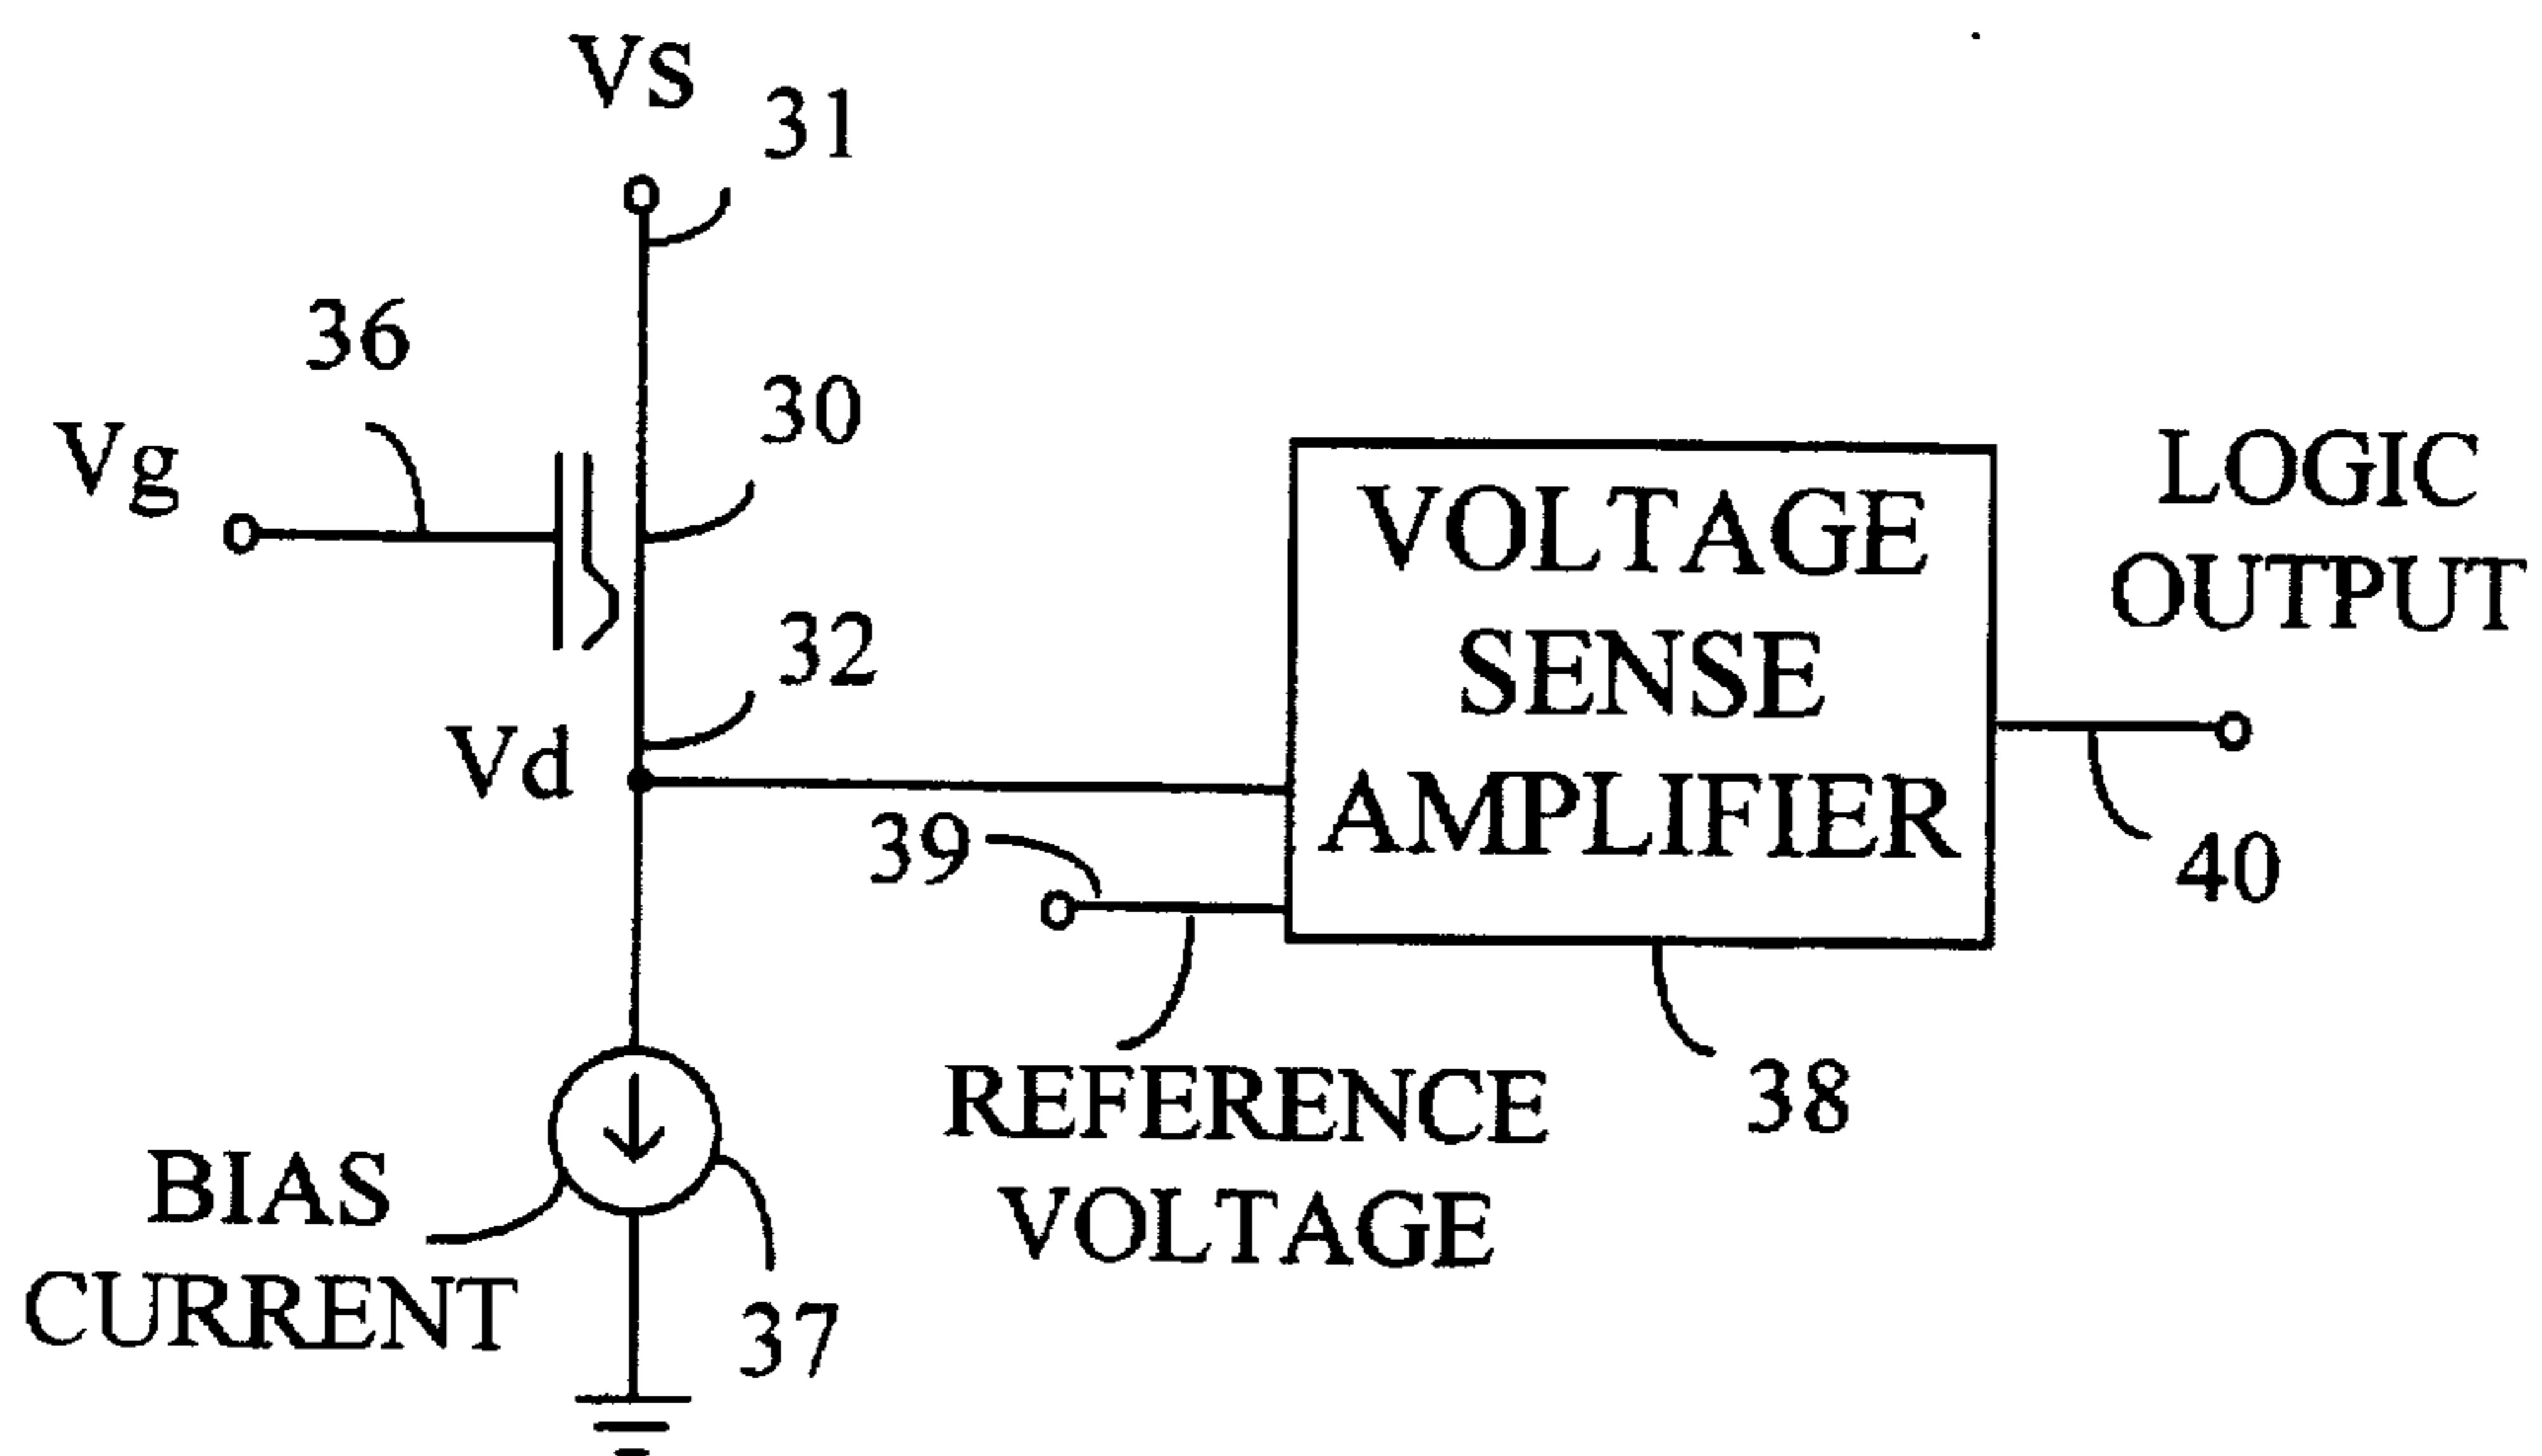 Vs
31
36
30
Vg
32
Vd
VOLTAGE
SENSE
AMPLIFIER
LOGIC
OUTPUT
39
40
REFERENCE
VOLTAGE
38
BIAS
CURRENT
37